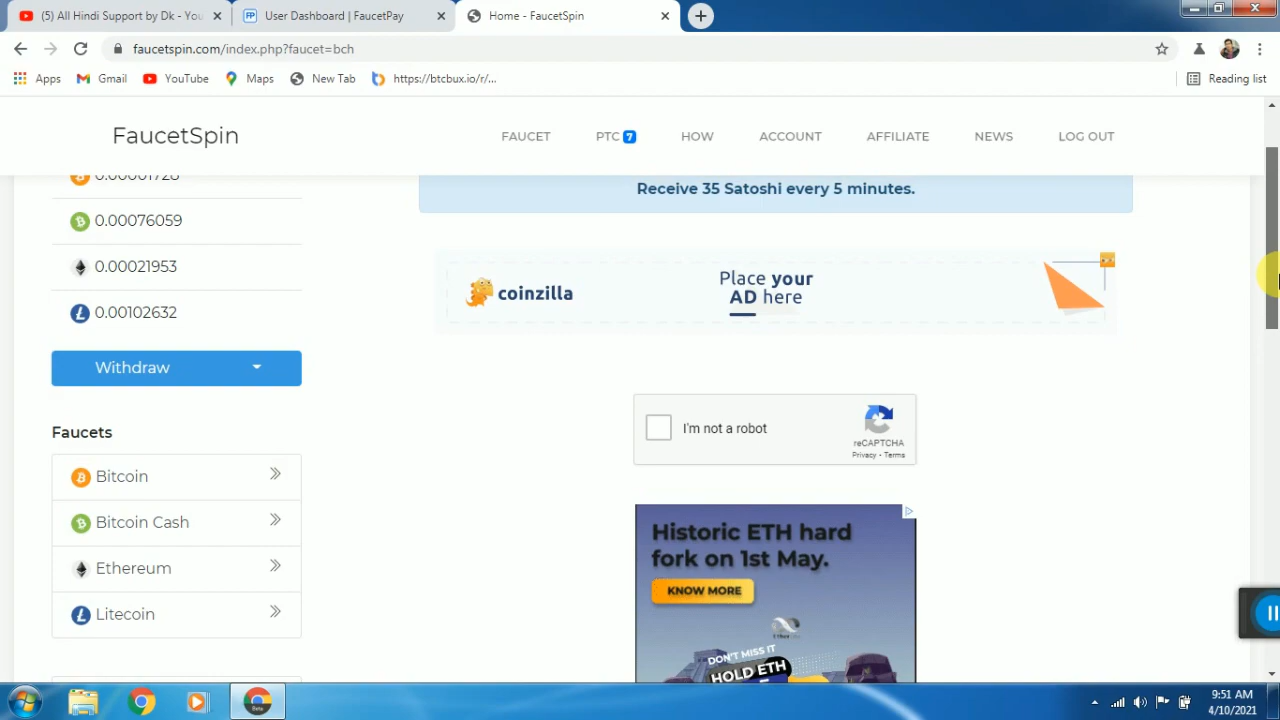 (5) All Hindi Support by Dk - You
User Dashboard | FaucetPay
Home - FaucetSpin
faucetspin.com/index.php?faucet=bch
Apps
Gmail
YouTube
Maps
New Tab
https://btcbux.io/r/...
Reading list
FaucetSpin
FAUCET
PTC 7
HOW
ACCOUNT
AFFILIATE
NEWS
LOG OUT
0.00001728
0.00076059
0.00021953
0.00102632
Withdraw
Faucets
Bitcoin
Bitcoin Cash
Ethereum
Litecoin
Receive 35 Satoshi every 5 minutes.
coinzilla
Place your
AD here
I'm not a robot
reCAPTCHA
Privacy - Terms
Historic ETH hard
fork on 1st May.
KNOW MORE
DON'T MISS IT
HOLD ETH
Beta
9:51 AM
4/10/2021